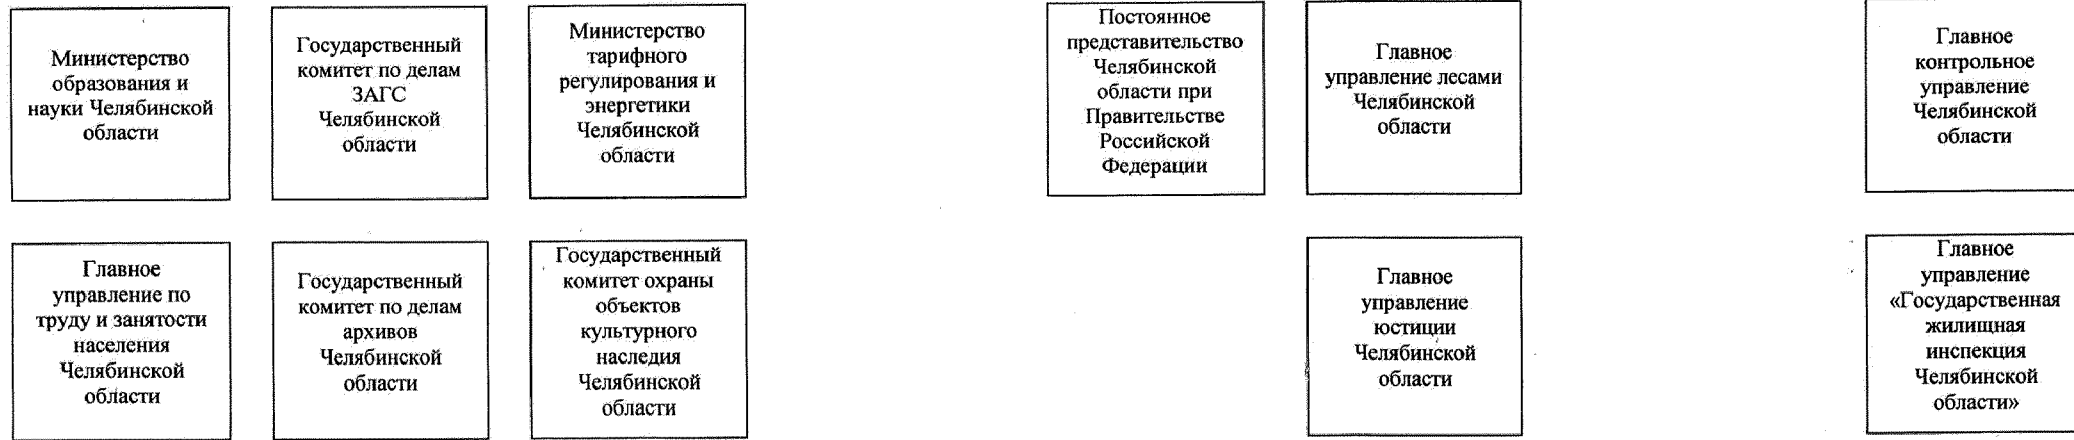 Министерство
образования и
науки Челябинской
области
Государственный
комитет по делам
ЗАГС
Челябинской
области
Министерство
тарифного
регулирования и
энергетики
Челябинской
области
Постоянное
представительство
Челябинской
области при
Правительстве
Российской
Федерации
Главное
управление лесами
Челябинской
области
Главное
контрольное
управление
Челябинской
области
Главное
управление по
труду и занятости
населения
Челябинской
области
Государственный
комитет по делам
архивов
Челябинской
области
Государственный
комитет охраны
объектов
культурного
наследия
Челябинской
области
Главное
управление
юстиции
Челябинской
области
Главное
управление
«Государственная
жилищная
инспекция
Челябинской
области»